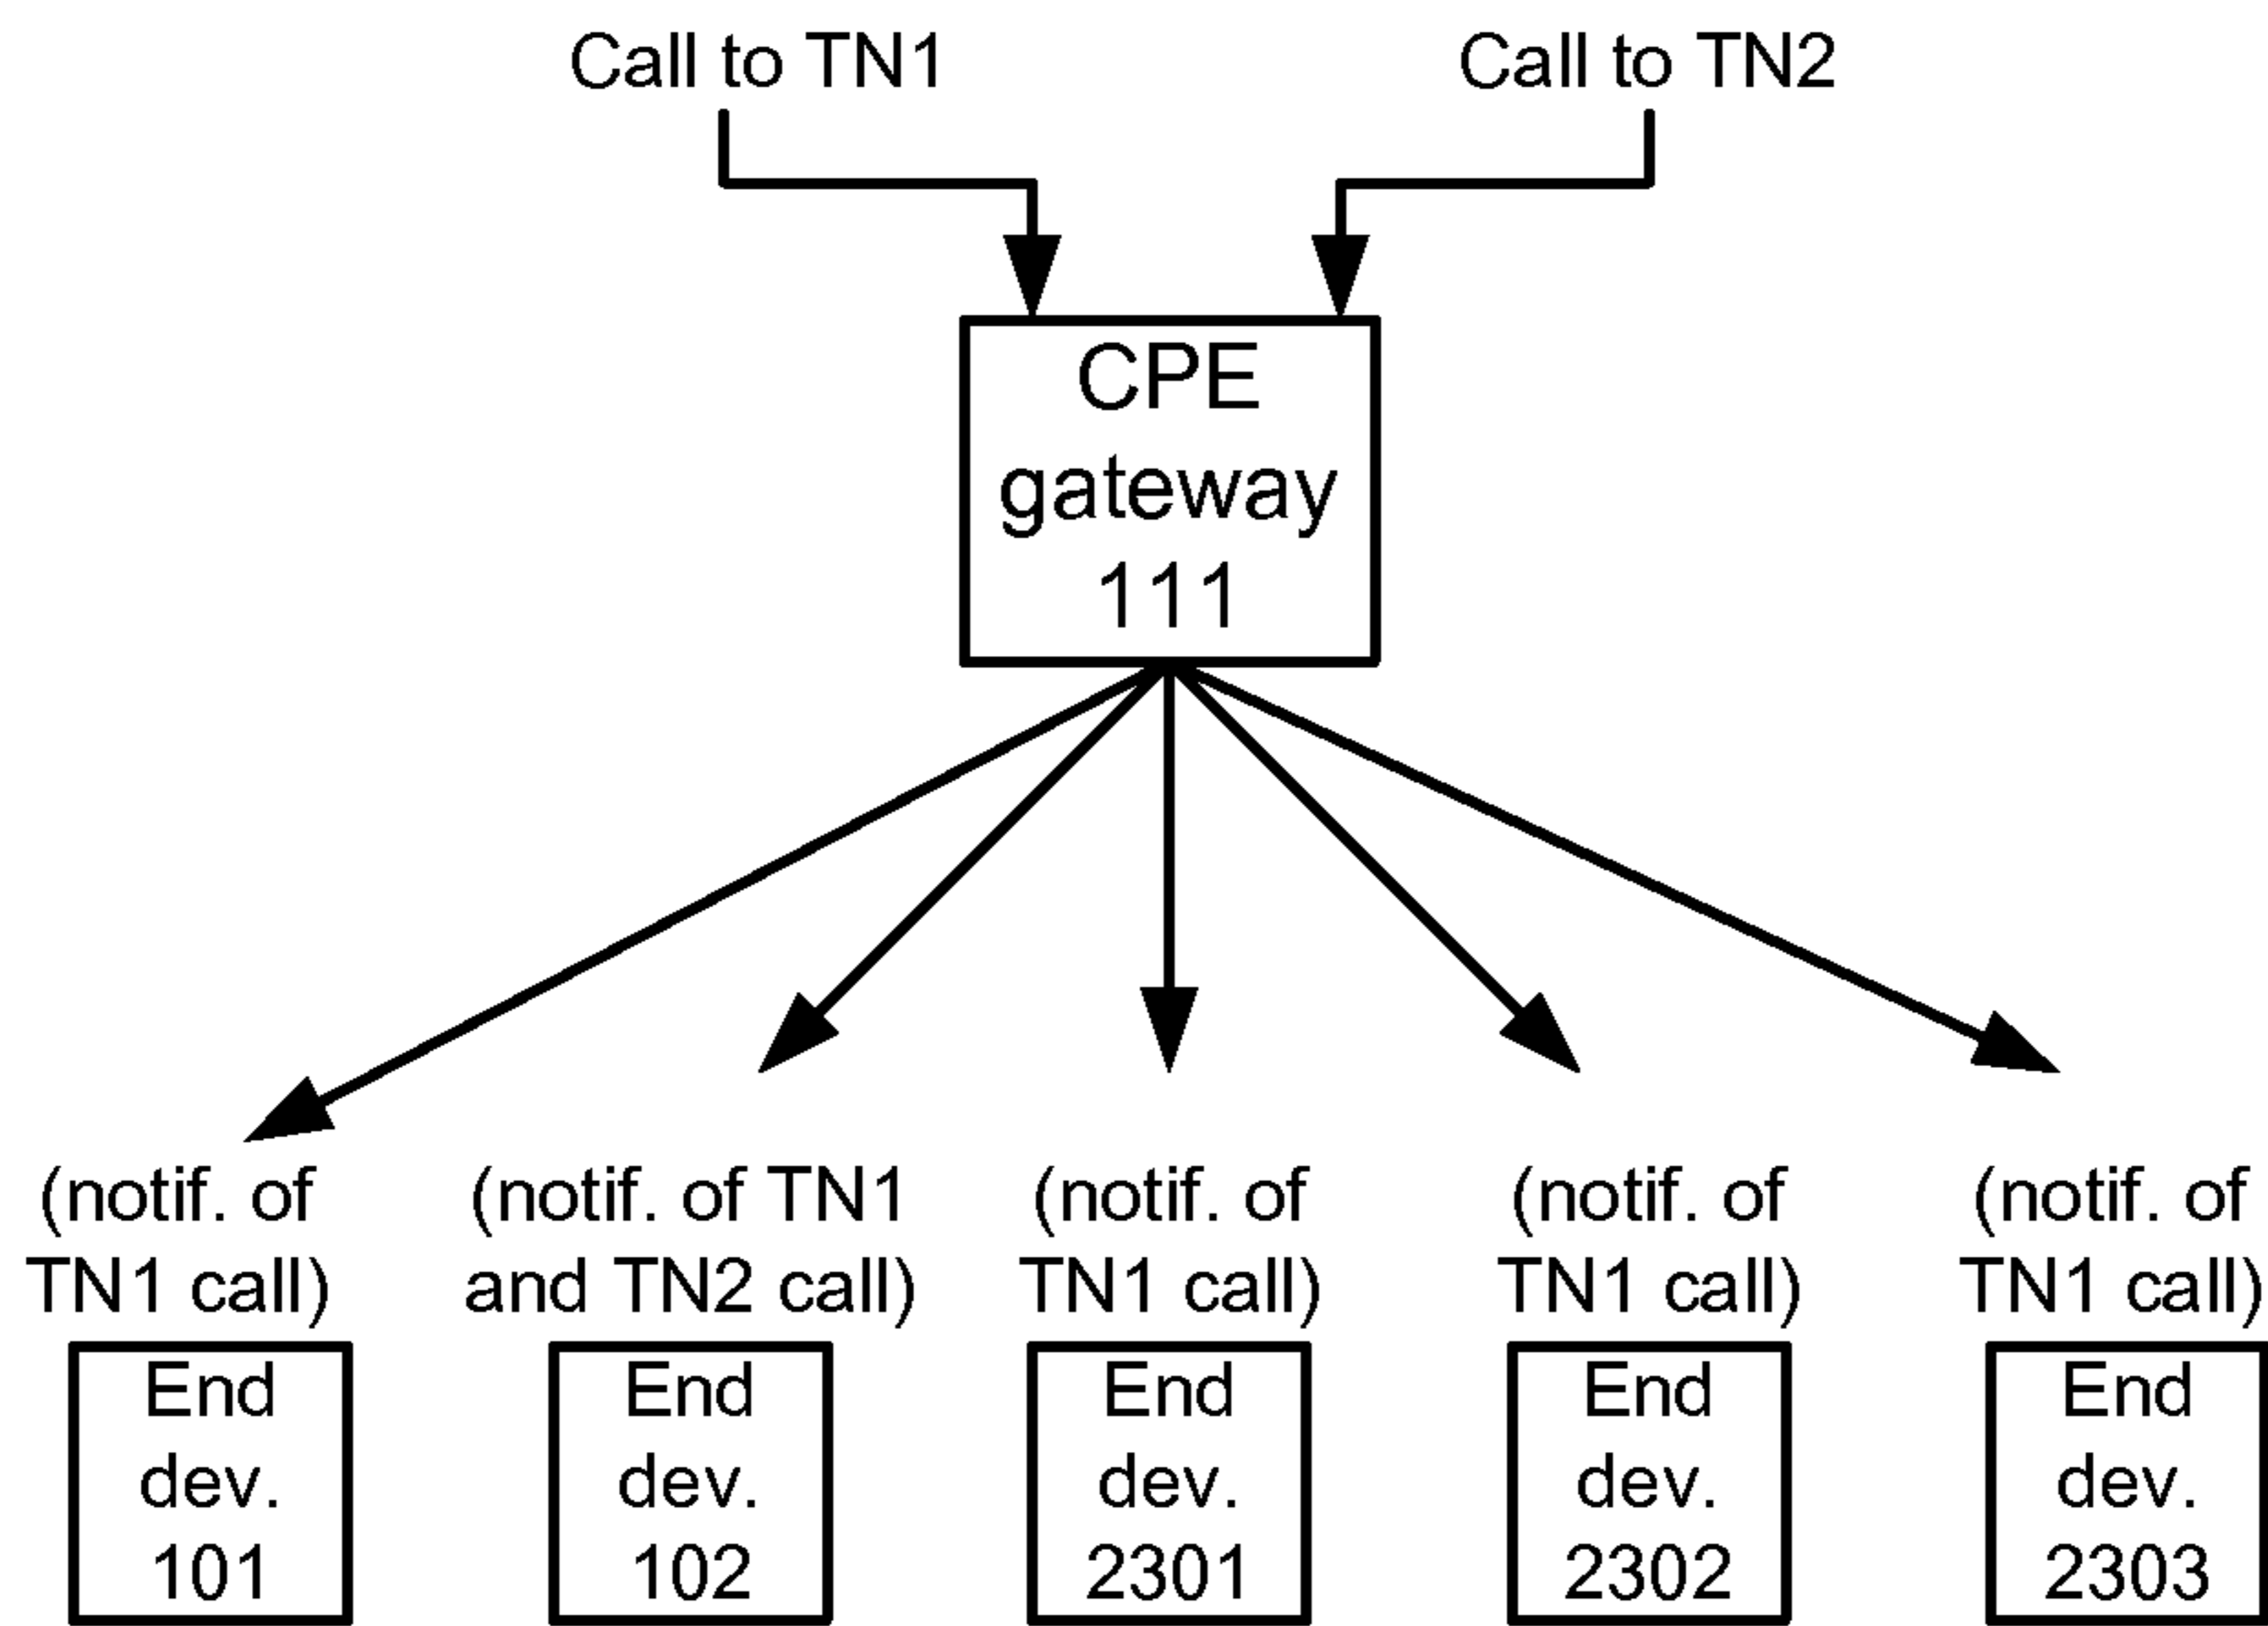 Call to TN1
Call to TN2
CPE
gateway
111
(notif. of
TN1 call)
(notif. of TN1
and TN2 call)
(notif. of
TN1 call)
(notif. of
TN1 call)
(notif. of
TN1 call)
End
dev.
101
End
dev.
102
End
dev.
2301
End
dev.
2302
End
dev.
2303